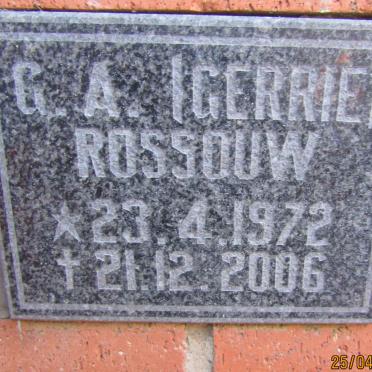 G. A. (GERRIE)
ROSSOUW
★ 23.4.1972
† 21.12.2006
25/04